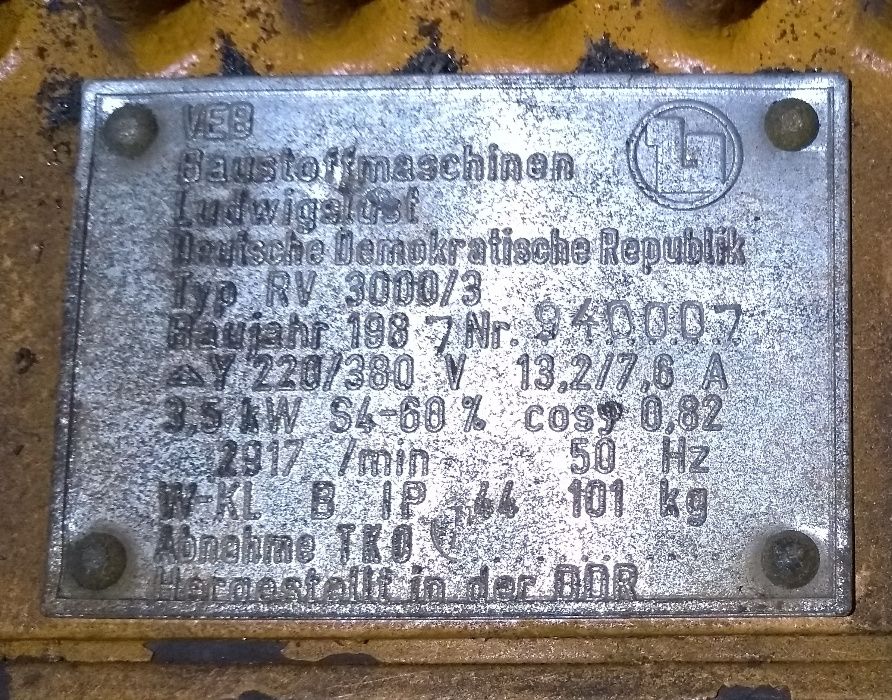 VEB
Baustoffmaschinen
Ludwigslust
Deutsche Demokratische Republik
Typ RV 3000/3
Baujahr 1987 Nr. 940007
△ Y 220/380 V 13,2/7,6 A
3,5 kW S4-60% cosφ 0,82
2917 /min 50 Hz
W-KL B IP 44 101 kg
Abnahme TKO
Hergestellt in der DDR